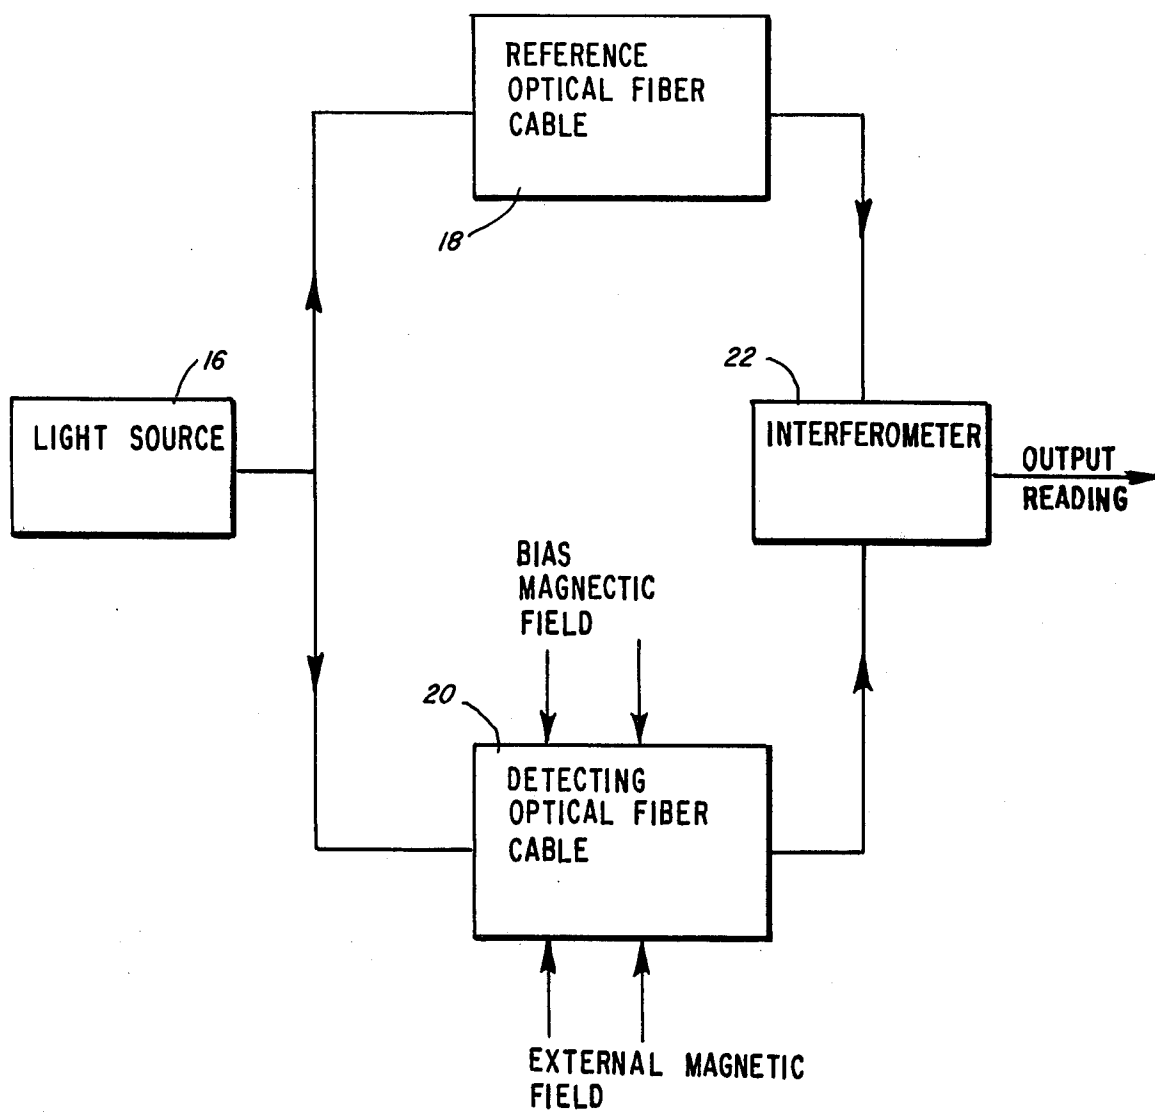 REFERENCE
OPTICAL FIBER
CABLE
18
16
LIGHT SOURCE
22
INTERFEROMETER
OUTPUT
READING
BIAS
MAGNECTIC
FIELD
20
DETECTING
OPTICAL FIBER
CABLE
EXTERNAL MAGNETIC
FIELD